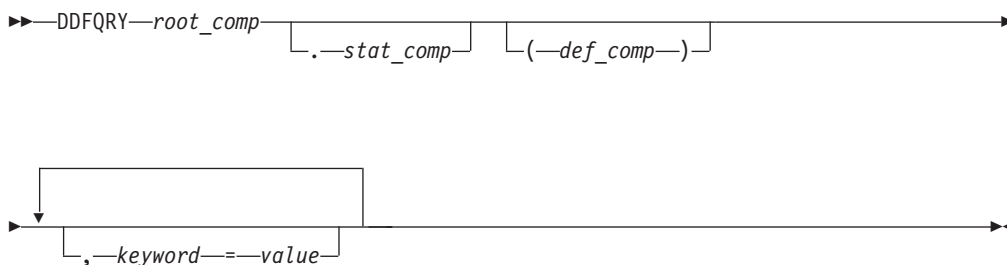 DDFQRY root_comp
. stat_comp ( def_comp )
, keyword = value